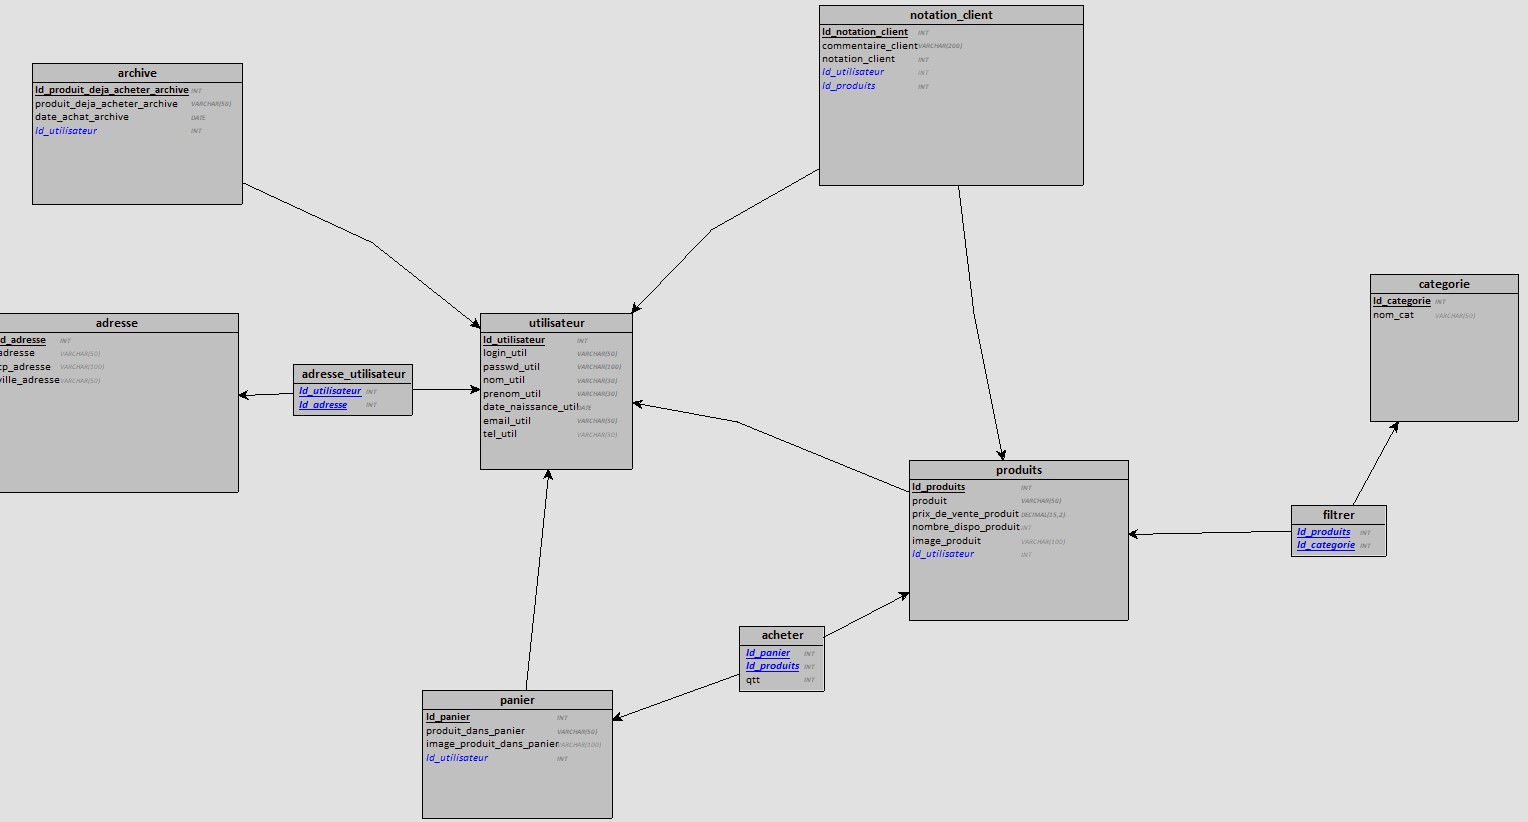 notation_client
Id_notation_client INT
commentaire_client VARCHAR(200)
notation_client INT
Id_utilisateur INT
Id_produits INT
archive
Id_produit_deja_acheter_archive INT
produit_deja_acheter_archive VARCHAR(50)
date_achat_archive DATE
Id_utilisateur INT
categorie
Id_categorie INT
nom_cat VARCHAR(50)
adresse
d_adresse INT
adresse VARCHAR(50)
cp_adresse VARCHAR(100)
ville_adresse VARCHAR(50)
utilisateur
Id_utilisateur INT
login_util VARCHAR(50)
passwd_util VARCHAR(100)
nom_util VARCHAR(50)
prenom_util VARCHAR(50)
date_naissance_util DATE
email_util VARCHAR(50)
tel_util VARCHAR(50)
adresse_utilisateur
Id_utilisateur INT
Id_adresse INT
produits
Id_produits INT
produit VARCHAR(50)
prix_de_vente_produit DECIMAL(15,2)
nombre_dispo_produit INT
image_produit VARCHAR(100)
Id_utilisateur INT
filtrer
Id_produits INT
Id_categorie INT
acheter
Id_panier INT
Id_produits INT
qtt INT
panier
Id_panier INT
produit_dans_panier VARCHAR(50)
image_produit_dans_panier VARCHAR(100)
Id_utilisateur INT